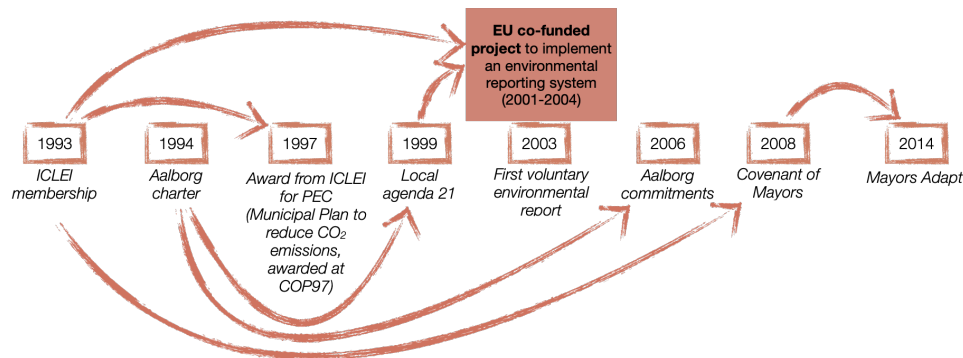 EU co-funded
project to implement
an environmental
reporting system
(2001-2004)
1993
1994
1997
1999
2003
2006
2008
2014
ICLEI
membership
Aalborg
charter
Award from ICLEI
for PEC
(Municipal Plan to
reduce CO₂
emissions,
awarded at
COP97)
Local
agenda 21
First voluntary
environmental
report
Aalborg
commitments
Covenant of
Mayors
Mayors Adapt